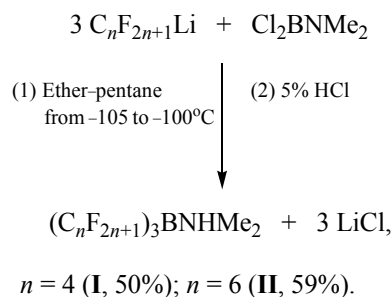 3 CₙF₂ₙ₊₁Li + Cl₂BNMe₂
(1) Ether–pentane
from –105 to –100°C
(2) 5% HCl
(CₙF₂ₙ₊₁)₃BNHMe₂ + 3 LiCl,
n = 4 (I, 50%); n = 6 (II, 59%).